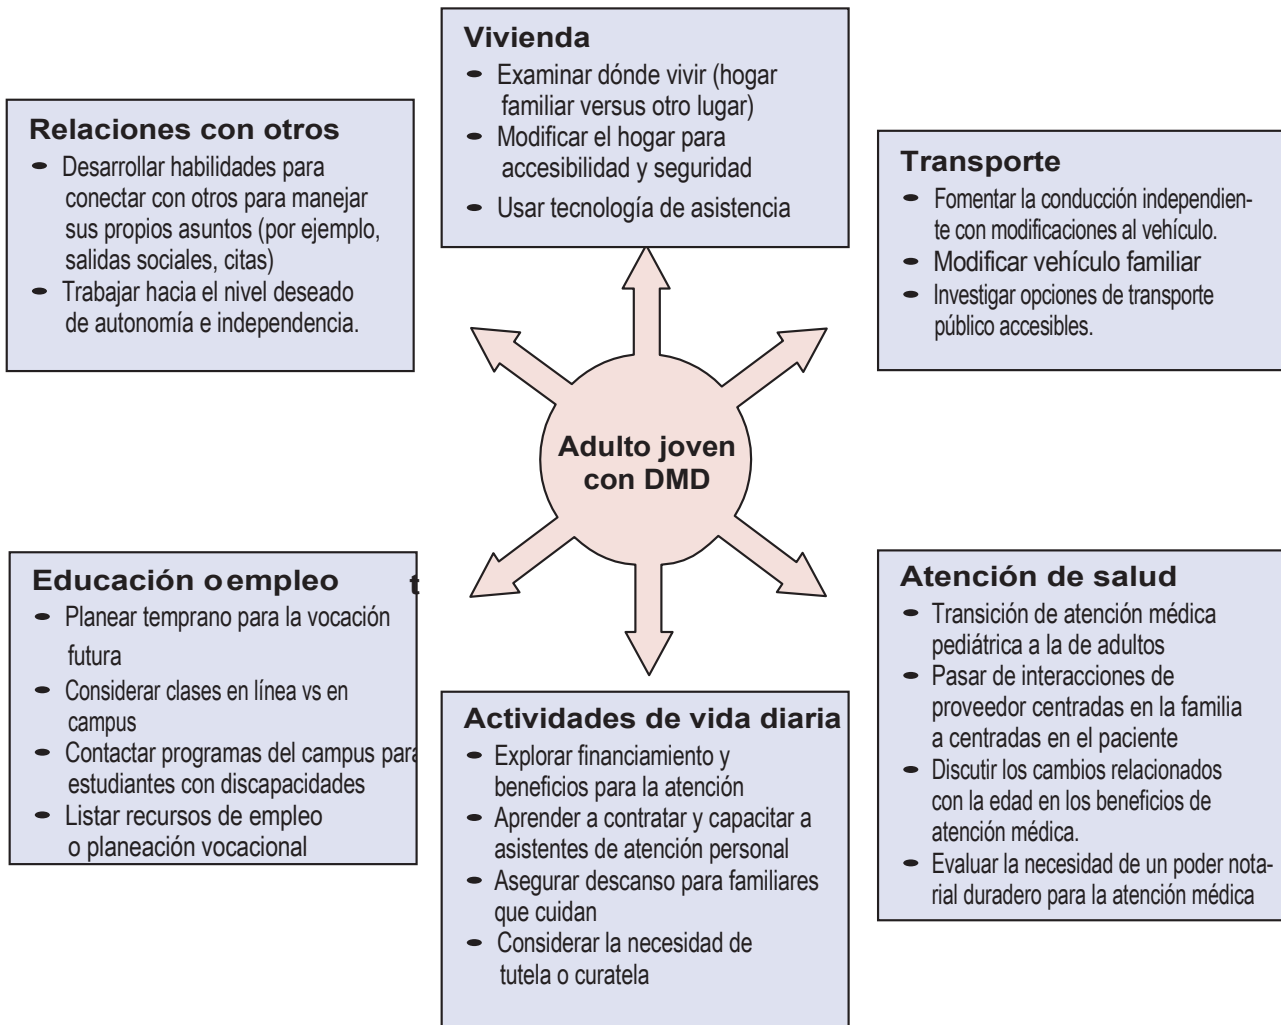 Vivienda
• Examinar dónde vivir (hogar
familiar versus otro lugar)
• Modificar el hogar para
accesibilidad y seguridad
• Usar tecnología de asistencia
Relaciones con otros
• Desarrollar habilidades para
conectar con otros para manejar
sus propios asuntos (por ejemplo,
salidas sociales, citas)
• Trabajar hacia el nivel deseado
de autonomía e independencia.
Transporte
• Fomentar la conducción independien-
te con modificaciones al vehículo.
• Modificar vehículo familiar
• Investigar opciones de transporte
público accesibles.
Adulto joven
con DMD
Educación o empleo t
• Planear temprano para la vocación
futura
• Considerar clases en línea vs en
campus
• Contactar programas del campus para
estudiantes con discapacidades
• Listar recursos de empleo
o planeación vocacional
Actividades de vida diaria
• Explorar financiamiento y
beneficios para la atención
• Aprender a contratar y capacitar a
asistentes de atención personal
• Asegurar descanso para familiares
que cuidan
• Considerar la necesidad de
tutela o curatela
Atención de salud
• Transición de atención médica
pediátrica a la de adultos
• Pasar de interacciones de
proveedor centradas en la familia
a centradas en el paciente
• Discutir los cambios relacionados
con la edad en los beneficios de
atención médica.
• Evaluar la necesidad de un poder nota-
rial duradero para la atención médica